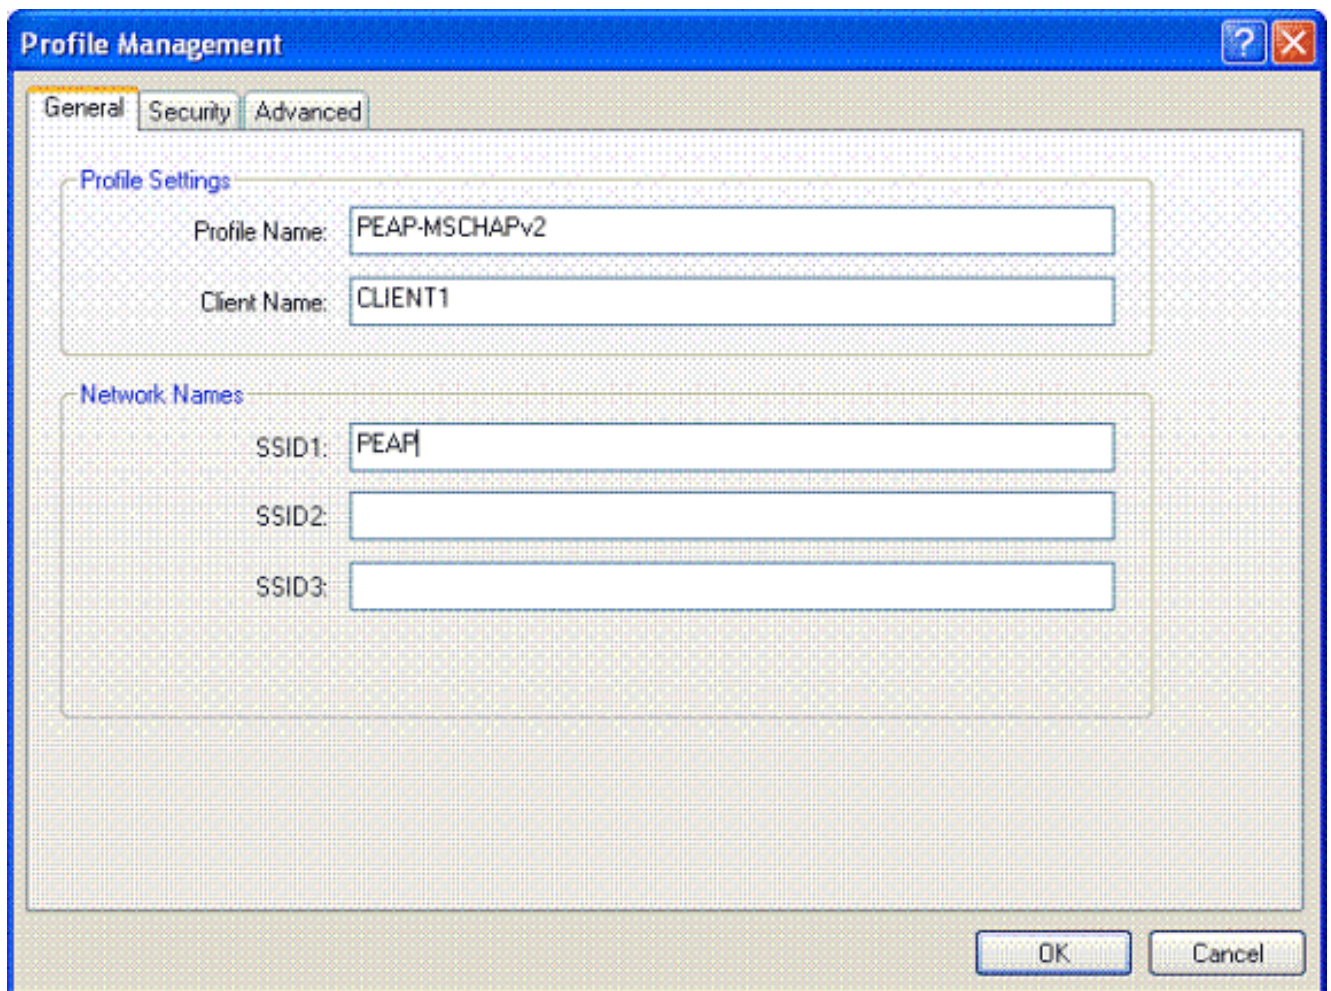 Profile Management
General Security Advanced
Profile Settings
Profile Name: PEAP-MSCHAPv2
Client Name: CLIENT1
Network Names
SSID1: PEAP
SSID2:
SSID3:
OK Cancel